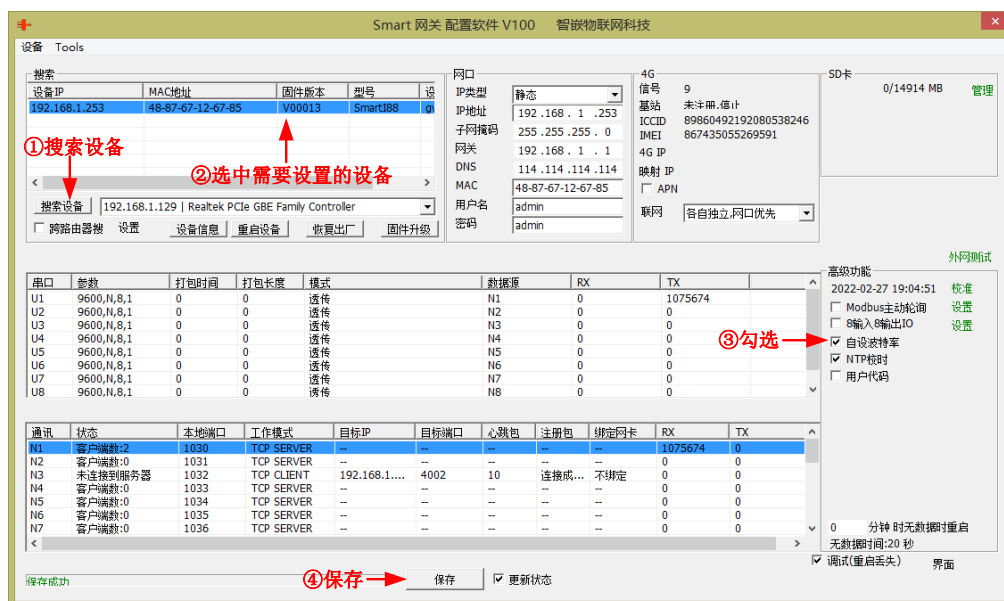 Smart 网关 配置软件 V100 智嵌物联网科技
设备 Tools
搜索
设备IP MAC地址 固件版本 型号 设
192.168.1.253 48-87-67-12-67-85 V00013 SmartI88
①搜索设备
②选中需要设置的设备
搜索设备 192.168.1.129 | Realtek PCIe GBE Family Controller
跨路由器搜 设置 设备信息 重启设备 恢复出厂 固件升级
网口
IP类型 静态
IP地址 192.168. 1 .253
子网掩码 255.255.255. 0
网关 192.168. 1 . 1
DNS 114.114.114.114
MAC 48-87-67-12-67-85
用户名 admin
密码 admin
4G
信号 9
基站 未注册,停止
ICCID 89860492192080538246
IMEI 867435055269591
4G IP
映射 IP
APN
联网 各自独立,网口优先
SD卡
0/14914 MB 管理
外网测试
串口 参数 打包时间 打包长度 模式 数据源 RX TX
U1 9600,N,8,1 0 0 透传 N1 0 1075674
U2 9600,N,8,1 0 0 透传 N2 0 0
U3 9600,N,8,1 0 0 透传 N3 0 0
U4 9600,N,8,1 0 0 透传 N4 0 0
U5 9600,N,8,1 0 0 透传 N5 0 0
U6 9600,N,8,1 0 0 透传 N6 0 0
U7 9600,N,8,1 0 0 透传 N7 0 0
U8 9600,N,8,1 0 0 透传 N8 0 0
高级功能
2022-02-27 19:04:51 校准
Modbus主动轮询 设置
8输入8输出IO 设置
③勾选
自设波特率
NTP校时
用户代码
通讯 状态 本地端口 工作模式 目标IP 目标端口 心跳包 注册包 绑定网卡 RX TX
N1 客户端数:2 1030 TCP SERVER -- -- -- -- -- 1075674 0
N2 客户端数:0 1031 TCP SERVER -- -- -- -- -- 0 0
N3 未连接到服务器 1032 TCP CLIENT 192.168.1.... 4002 10 连接成... 不绑定 0 0
N4 客户端数:0 1033 TCP SERVER -- -- -- -- -- 0 0
N5 客户端数:0 1034 TCP SERVER -- -- -- -- -- 0 0
N6 客户端数:0 1035 TCP SERVER -- -- -- -- -- 0 0
N7 客户端数:0 1036 TCP SERVER -- -- -- -- -- 0 0
0 分钟 时无数据时重启
无数据时间:20 秒
调试(重启丢失) 界面
保存成功 ④保存 保存 更新状态